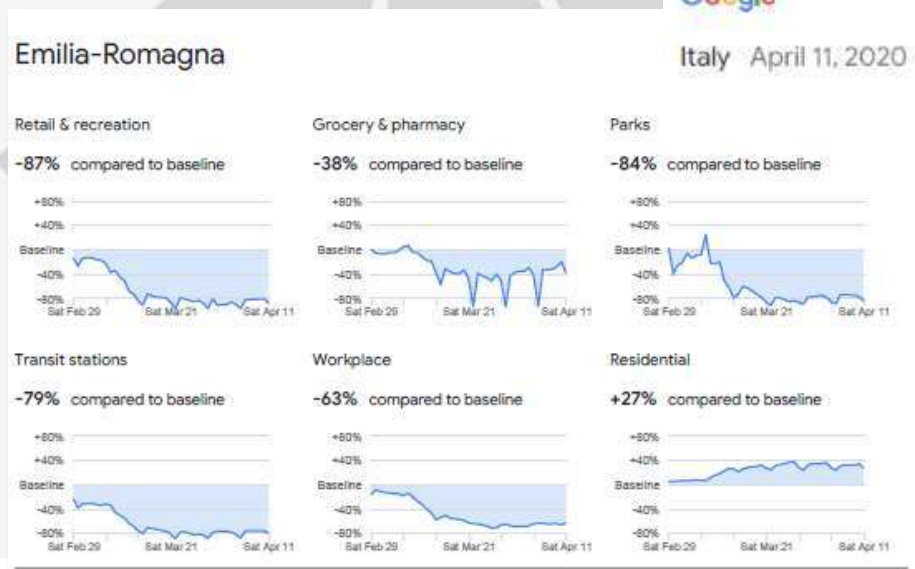 Google
Emilia-Romagna
Italy April 11, 2020
Retail & recreation
-87% compared to baseline
+80%
+40%
Baseline
-40%
-80%
Sat Feb 29 Sat Mar 21 Sat Apr 11
Grocery & pharmacy
-38% compared to baseline
+80%
+40%
Baseline
-40%
-80%
Sat Feb 29 Sat Mar 21 Sat Apr 11
Parks
-84% compared to baseline
+80%
+40%
Baseline
-40%
-80%
Sat Feb 29 Sat Mar 21 Sat Apr 11
Transit stations
-79% compared to baseline
+80%
+40%
Baseline
-40%
-80%
Sat Feb 29 Sat Mar 21 Sat Apr 11
Workplace
-63% compared to baseline
+80%
+40%
Baseline
-40%
-80%
Sat Feb 29 Sat Mar 21 Sat Apr 11
Residential
+27% compared to baseline
+80%
+40%
Baseline
-40%
-80%
Sat Feb 29 Sat Mar 21 Sat Apr 11